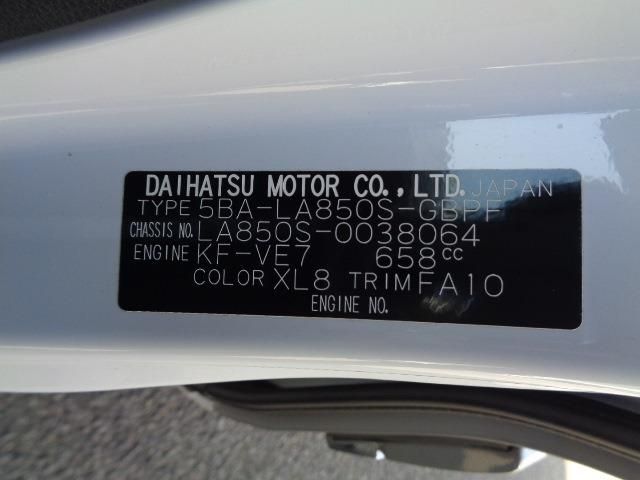 DAIHATSU MOTOR CO., LTD. JAPAN
TYPE 5BA-LA850S-GBPF
CHASSIS NO. LA850S-0038064
ENGINE KF-VE7 658cc
COLOR XL8 TRIM FA10
ENGINE NO.